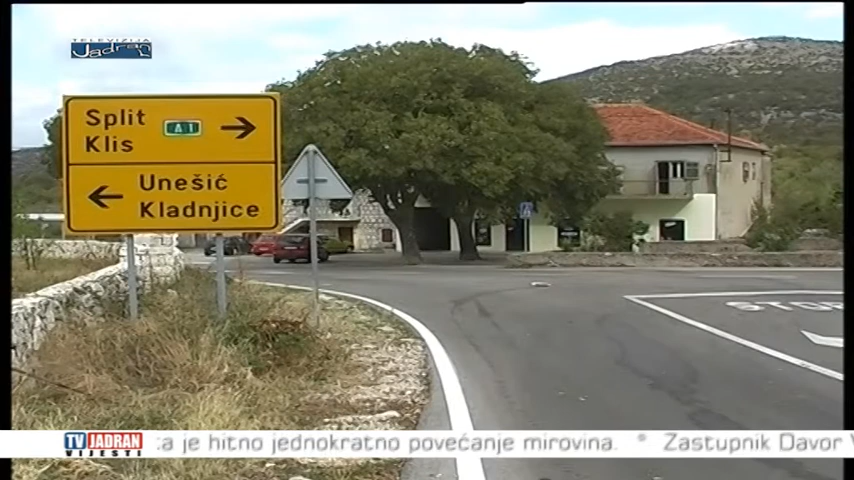 TELEVIZIJA
Jadran
Split
Klis
A1
Unešić
Kladnjice
STOP
TV JADRAN
VIJESTI
je hitno jednokratno povećanje mirovina. * Zastupnik Davor